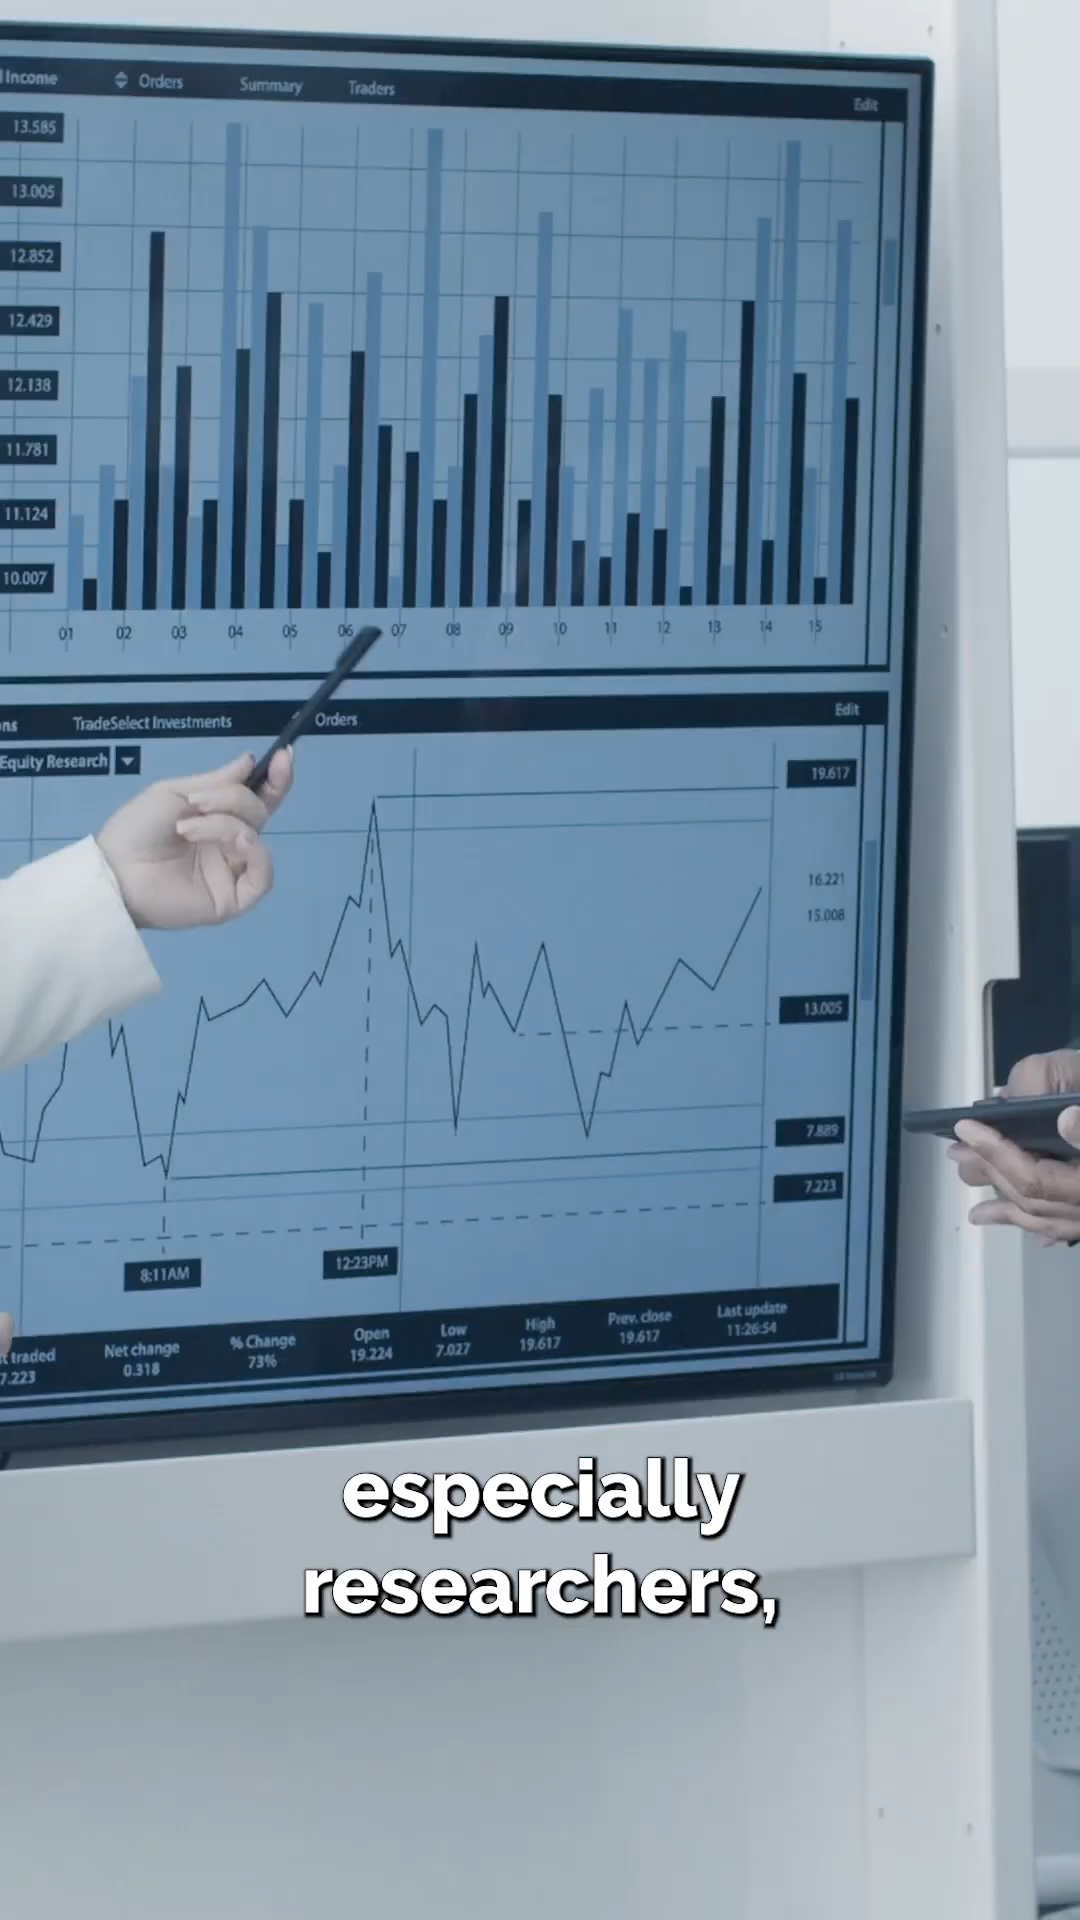 Income
Orders
Summary
Traders
Edit
13.585
13.005
12.852
12.429
12.138
11.781
11.124
10.007
01 02 03 04 05 06 07 08 09 10 11 12 13 14 15
ns
TradeSelect Investments
Orders
Edit
Equity Research
19.617
16.221
15.008
13.005
7.889
7.223
8:11AM
12:23PM
traded
7.223
Net change
0.318
% Change
73%
Open
19.224
Low
7.027
High
19.617
Prev. close
19.617
Last update
11:26:54
especially
researchers,